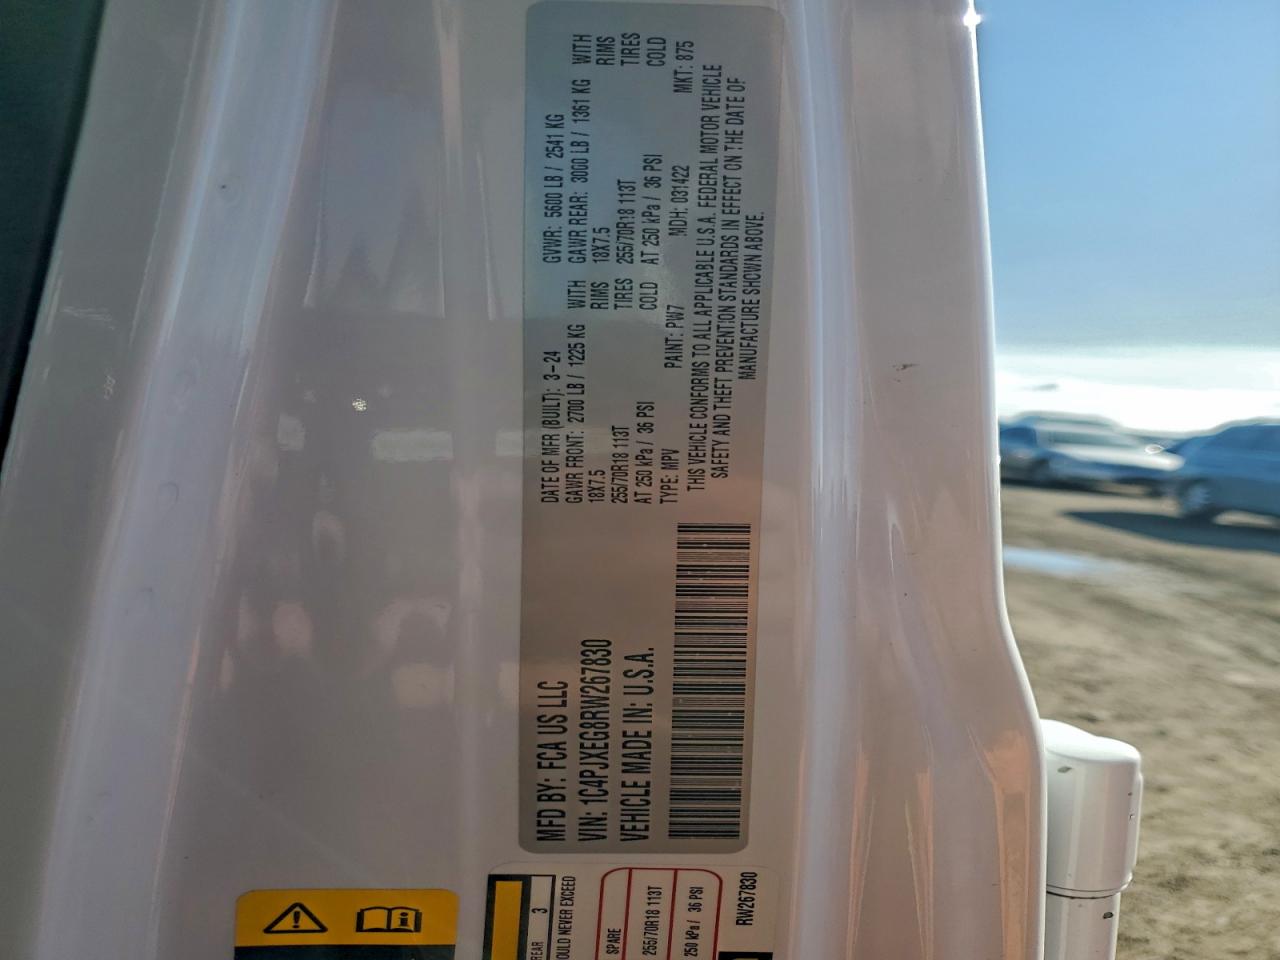 MFD BY: FCA US LLC
VIN: 1C4PJXEG8RW267830
VEHICLE MADE IN: U.S.A.
DATE OF MFR (BUILT): 3-24
GVWR: 5600 LB / 2541 KG
GAWR FRONT: 2700 LB / 1225 KG WITH
18X7.5 RIMS
255/70R18 113T TIRES
AT 250 kPa / 36 PSI COLD
GAWR REAR: 3000 LB / 1361 KG WITH
18X7.5 RIMS
255/70R18 113T TIRES
AT 250 kPa / 36 PSI COLD
TYPE: MPV PAINT: PW7 MDH: 031422 MKT: 875
THIS VEHICLE CONFORMS TO ALL APPLICABLE U.S.A. FEDERAL MOTOR VEHICLE
SAFETY AND THEFT PREVENTION STANDARDS IN EFFECT ON THE DATE OF
MANUFACTURE SHOWN ABOVE.
REAR 3
OULD NEVER EXCEED
SPARE
255/70R18 113T
250 kPa / 36 PSI
RW267830